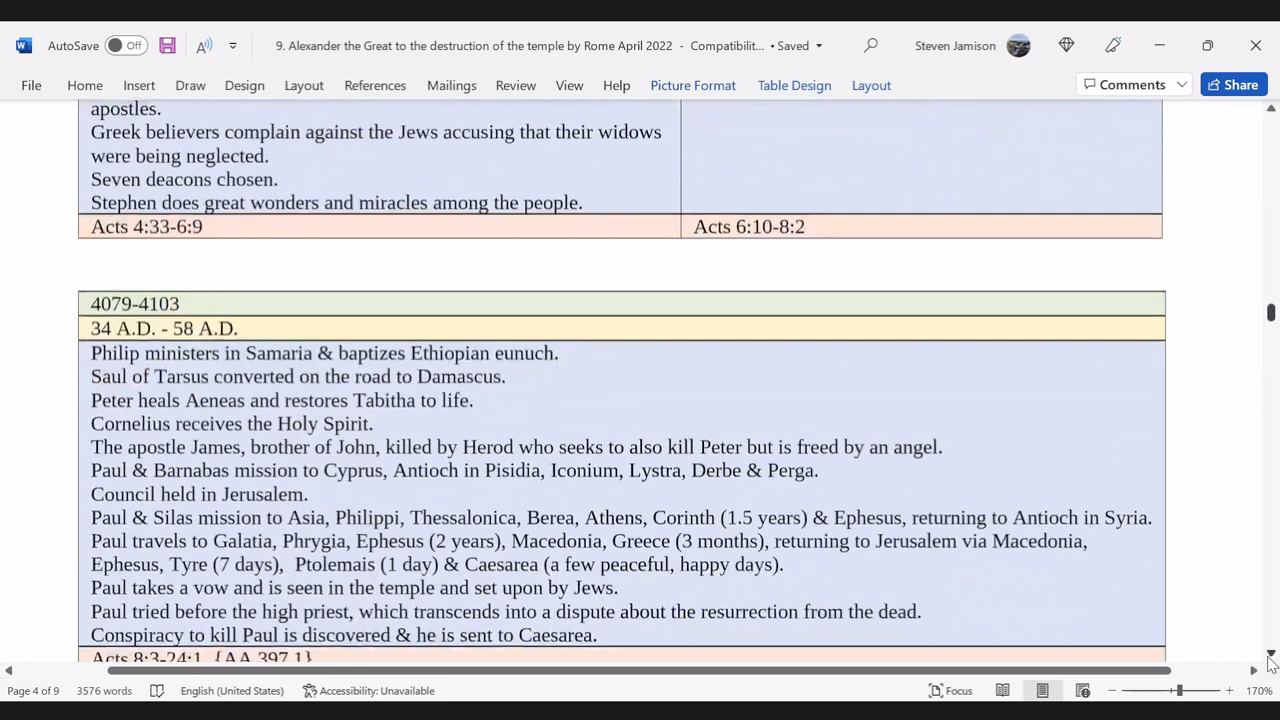 AutoSave Off 9. Alexander the Great to the destruction of the temple by Rome April 2022 - Compatibilit... • Saved Steven Jamison
File Home Insert Draw Design Layout References Mailings Review View Help Picture Format Table Design Layout Comments Share
apostles.
Greek believers complain against the Jews accusing that their widows
were being neglected.
Seven deacons chosen.
Stephen does great wonders and miracles among the people.
Acts 4:33-6:9 Acts 6:10-8:2
4079-4103
34 A.D. - 58 A.D.
Philip ministers in Samaria & baptizes Ethiopian eunuch.
Saul of Tarsus converted on the road to Damascus.
Peter heals Aeneas and restores Tabitha to life.
Cornelius receives the Holy Spirit.
The apostle James, brother of John, killed by Herod who seeks to also kill Peter but is freed by an angel.
Paul & Barnabas mission to Cyprus, Antioch in Pisidia, Iconium, Lystra, Derbe & Perga.
Council held in Jerusalem.
Paul & Silas mission to Asia, Philippi, Thessalonica, Berea, Athens, Corinth (1.5 years) & Ephesus, returning to Antioch in Syria.
Paul travels to Galatia, Phrygia, Ephesus (2 years), Macedonia, Greece (3 months), returning to Jerusalem via Macedonia,
Ephesus, Tyre (7 days), Ptolemais (1 day) & Caesarea (a few peaceful, happy days).
Paul takes a vow and is seen in the temple and set upon by Jews.
Paul tried before the high priest, which transcends into a dispute about the resurrection from the dead.
Conspiracy to kill Paul is discovered & he is sent to Caesarea.
Acts 8:3-24:1 {AA 397.1}
Page 4 of 9 3576 words English (United States) Accessibility: Unavailable Focus 170%